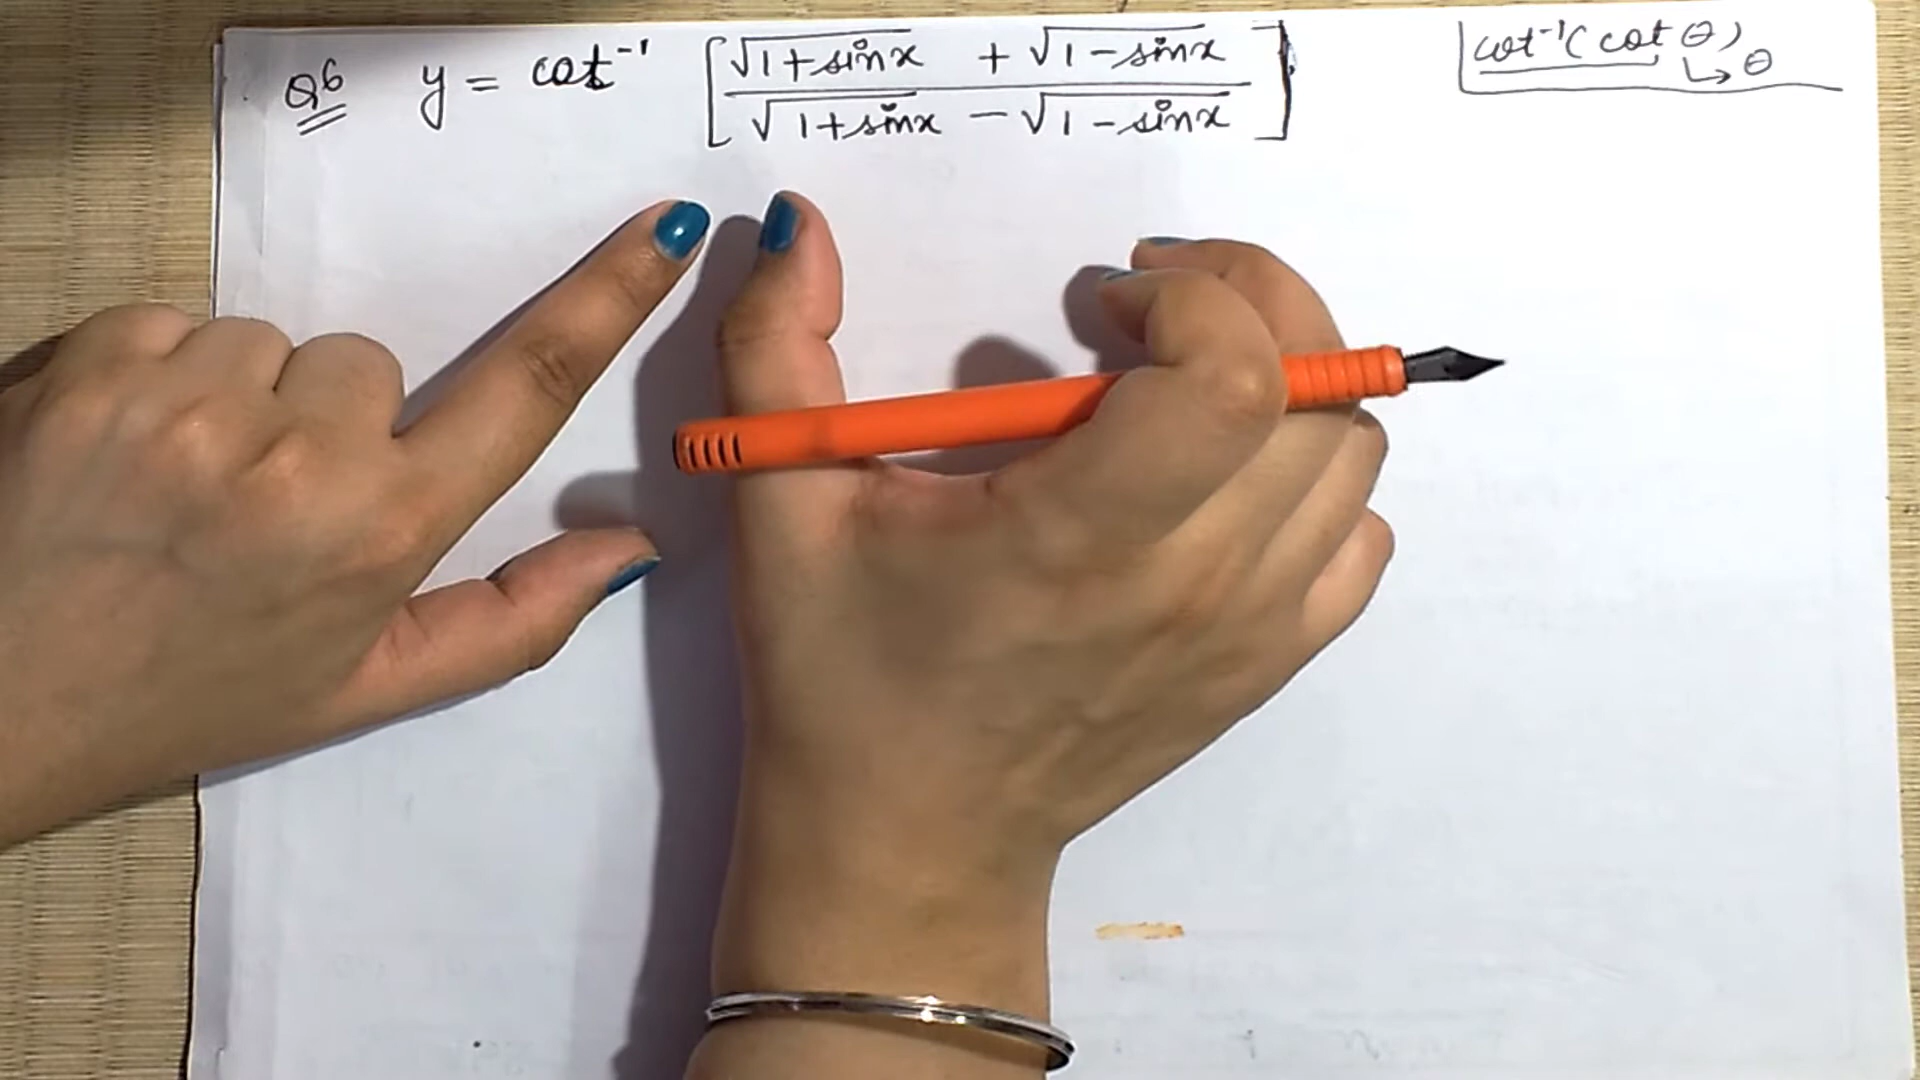 Q6 y = cot⁻¹ [ (√(1+sinx) + √(1-sinx)) / (√(1+sinx) - √(1-sinx)) ]
cot⁻¹( cot θ)
↳ θ